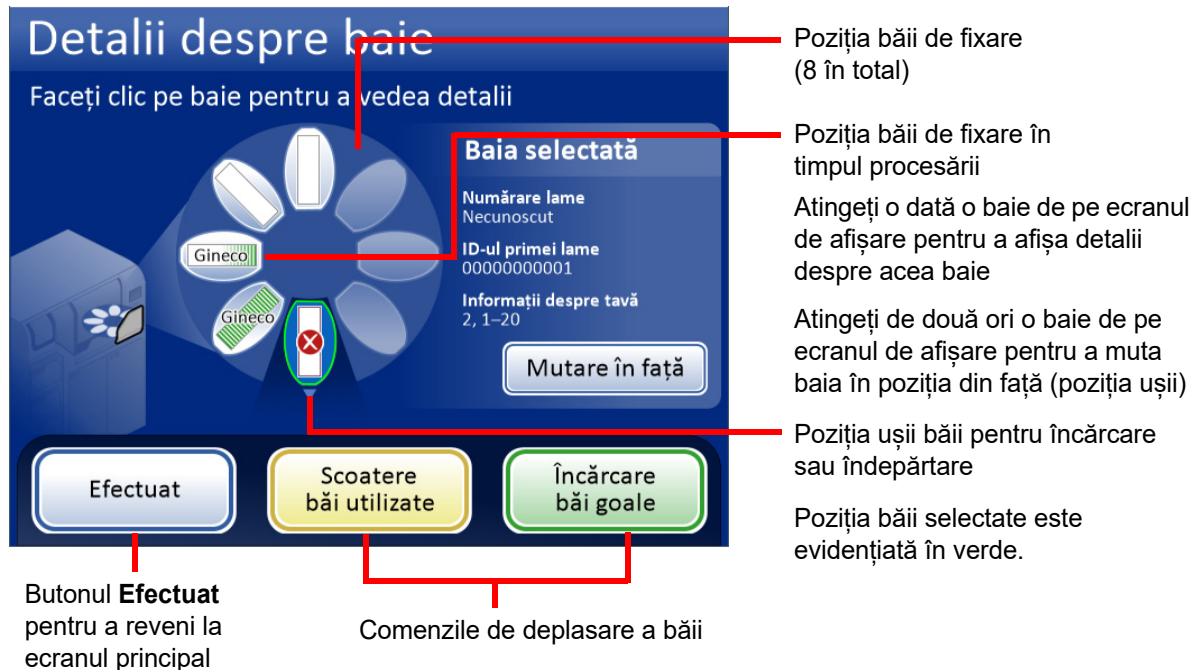 Detalii despre baie
Faceți clic pe baie pentru a vedea detalii
Gineco
Gineco
Baia selectată
Numărare lame
Necunoscut
ID-ul primei lame
00000000001
Informații despre tavă
2, 1–20
Mutare în față
Efectuat
Scoatere
băi utilizate
Încărcare
băi goale
Poziția băii de fixare
(8 în total)
Poziția băii de fixare în
timpul procesării
Atingeți o dată o baie de pe ecranul
de afișare pentru a afișa detalii
despre acea baie
Atingeți de două ori o baie de pe
ecranul de afișare pentru a muta
baia în poziția din față (poziția ușii)
Poziția ușii băii pentru încărcare
sau îndepărtare
Poziția băii selectate este
evidențiată în verde.
Butonul Efectuat
pentru a reveni la
ecranul principal
Comenzile de deplasare a băii